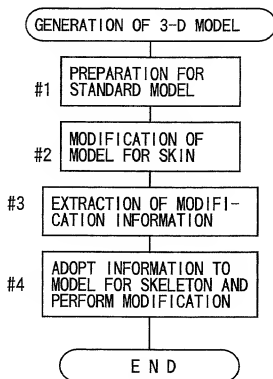 GENERATION OF 3-D MODEL
#1
PREPARATION FOR
STANDARD MODEL
#2
MODIFICATION OF
MODEL FOR SKIN
#3
EXTRACTION OF MODIFI-
CATION INFORMATION
#4
ADOPT INFORMATION TO
MODEL FOR SKELETON AND
PERFORM MODIFICATION
END